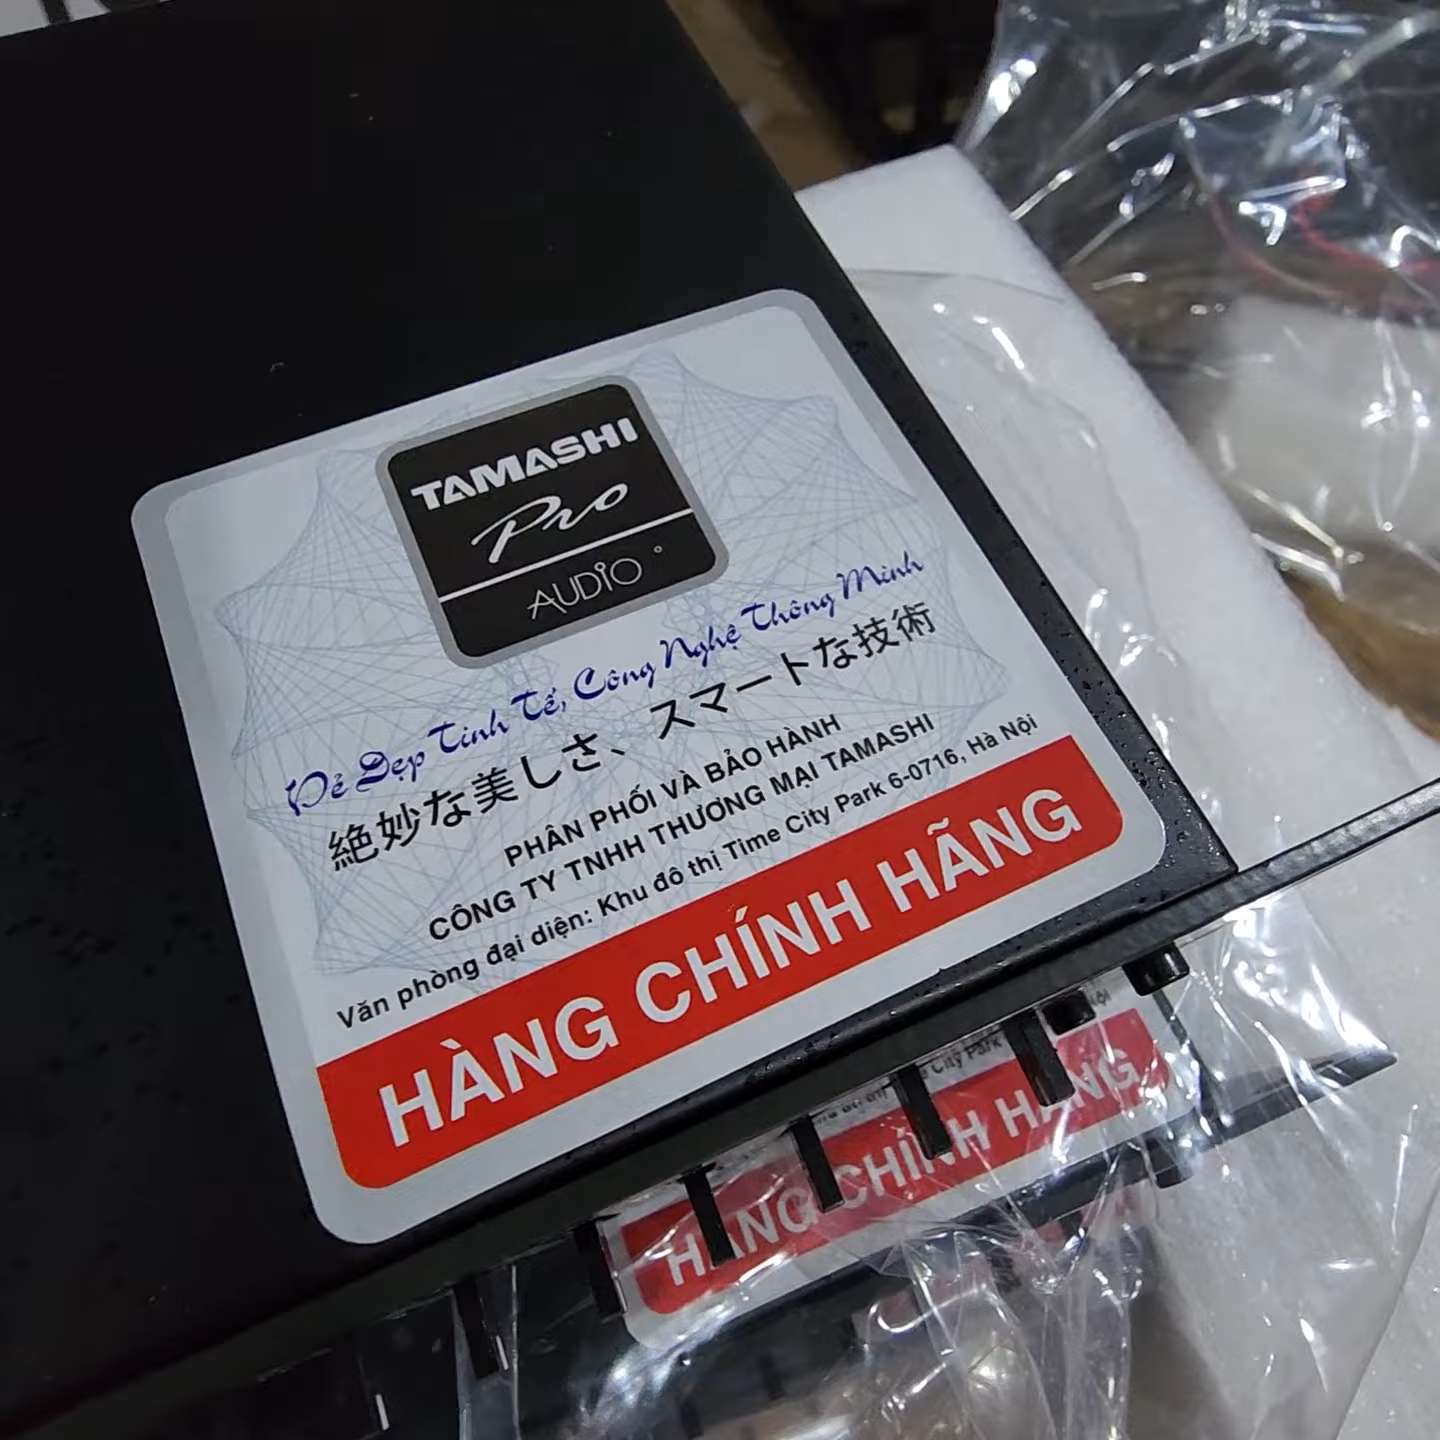 TAMASHI
Pro
AUDIO
Vẻ Đẹp Tinh Tế, Công Nghệ Thông Minh
絶妙な美しさ、スマートな技術
PHÂN PHỐI VÀ BẢO HÀNH
CÔNG TY TNHH THƯƠNG MẠI TAMASHI
Văn phòng đại diện: Khu đô thị Time City Park 6-0716, Hà Nội
HÀNG CHÍNH HÃNG
City Park
HÀNG CHÍNH HÃNG